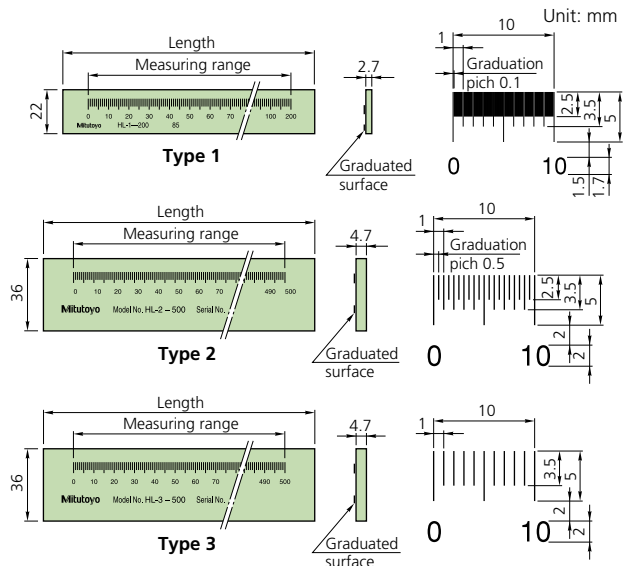 Unit: mm
Length
Measuring range
22
0 10 20 30 40 50 60 70 80 100 200
Mitutoyo HL-1—200 85
Type 1
2.7
Graduated
surface
10
1
Graduation
pich 0.1
2.5
3.5
5
0 10
1.5
1.7
Length
Measuring range
36
0 10 20 30 40 50 60 70 490 500
Mitutoyo Model No. HL-2 – 500 Serial No.
Type 2
4.7
Graduated
surface
10
1
Graduation
pich 0.5
2.5
3.5
5
0 10
2
2
Length
Measuring range
36
0 10 20 30 40 50 60 70 490 500
Mitutoyo Model No. HL-3 – 500 Serial No.
Type 3
4.7
Graduated
surface
10
1
3.5
5
0 10
2
2